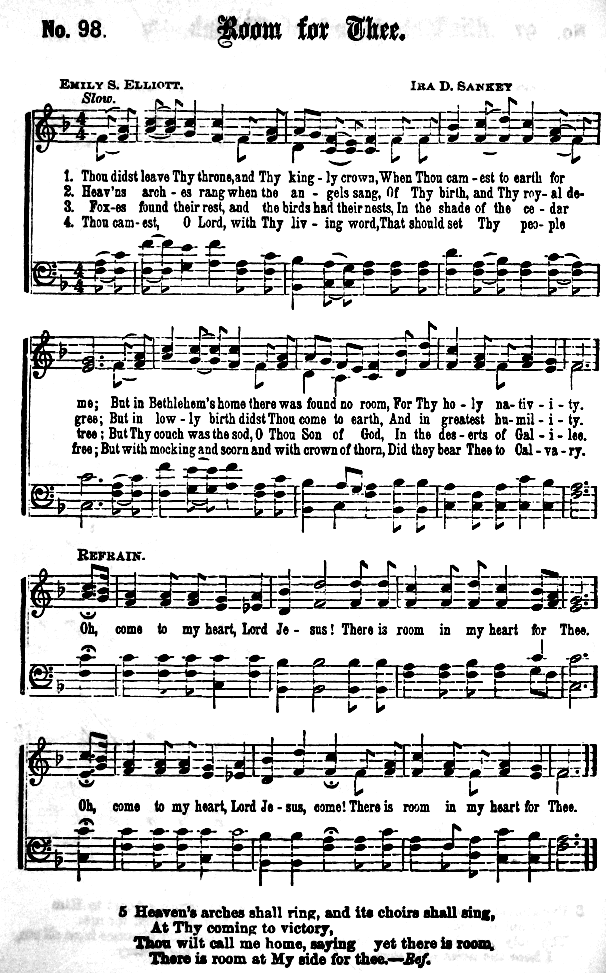 No. 98.
Room for Thee.
EMILY S. ELLIOTT.
IRA D. SANKEY
Slow.
1. Thou didst leave Thy throne, and Thy king - ly crown, When Thou cam - est to earth for
2. Heav'ns arch - es rang when the an - gels sang, Of Thy birth, and Thy roy - al de-
3. Fox-es found their rest, and the birds had their nests, In the shade of the ce - dar
4. Thou cam-est, O Lord, with Thy liv - ing word, That should set Thy peo - ple
me; But in Bethlehem's home there was found no room, For Thy ho - ly na-tiv - i - ty.
gree; But in low - ly birth didst Thou come to earth, And in greatest hu-mil - i - ty.
tree; But Thy couch was the sod, O Thou Son of God, In the des-erts of Gal - i - lee.
free; But with mocking and scorn and with crown of thorn, Did they bear Thee to Cal - va - ry.
REFRAIN.
Oh, come to my heart, Lord Je - sus! There is room in my heart for Thee.
Oh, come to my heart, Lord Je - sus, come! There is room in my heart for Thee.
5 Heaven's arches shall ring, and its choirs shall sing,
At Thy coming to victory,
Thou wilt call me home, saying yet there is room,
There is room at My side for thee.—Ref.